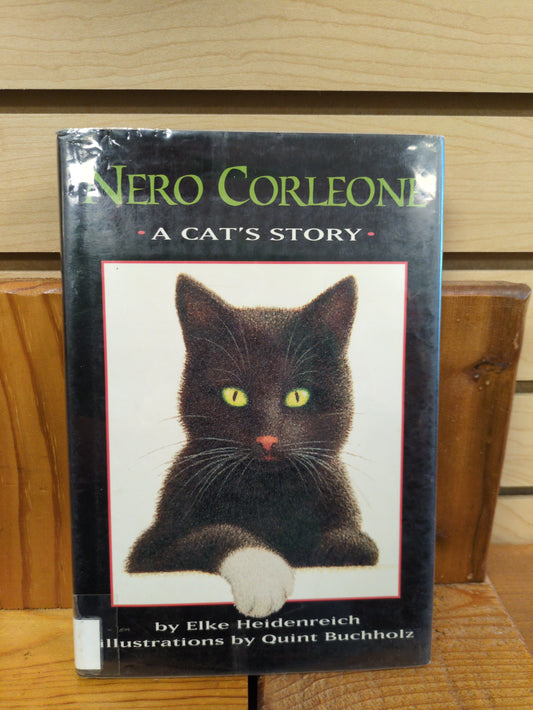 NERO CORLEONE
• A CAT'S STORY •
by Elke Heidenreich
illustrations by Quint Buchholz